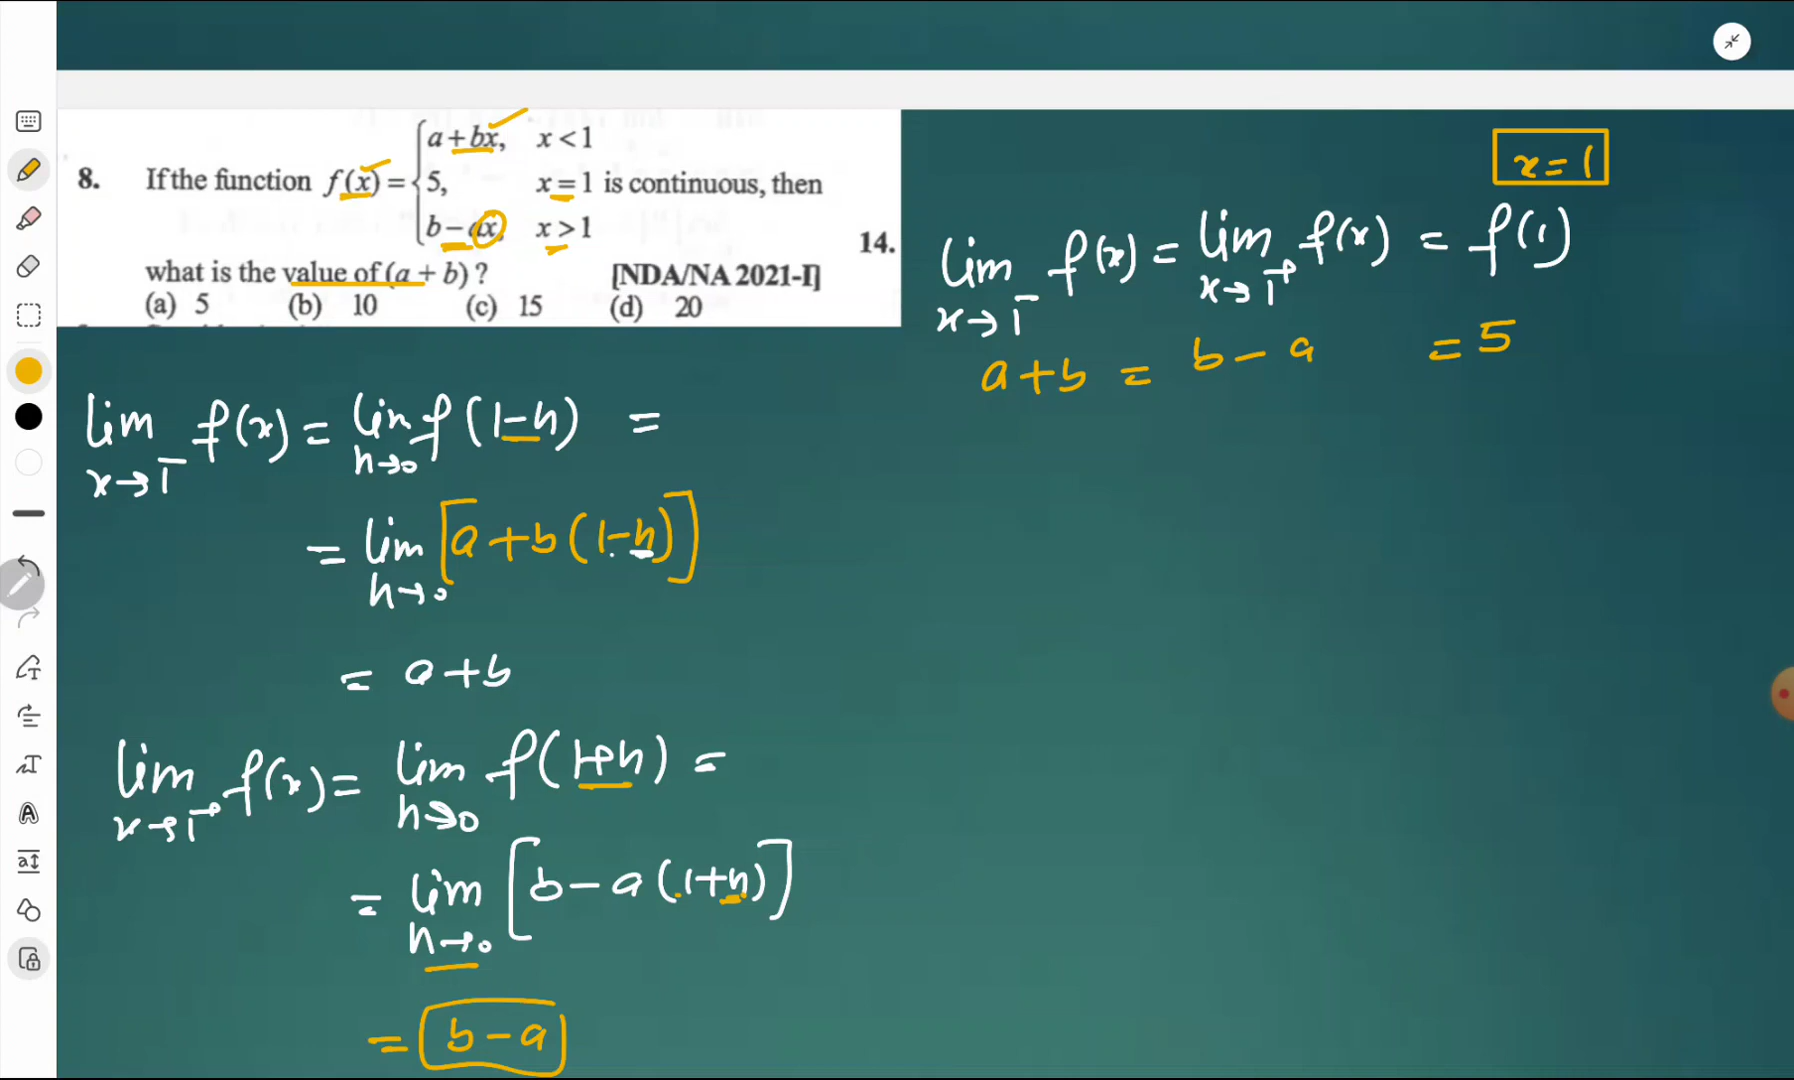 8. If the function f(x) = { a + bx, x < 1
5, x = 1 is continuous, then
b − ax, x > 1
what is the value of (a + b) ? [NDA/NA 2021-I]
(a) 5 (b) 10 (c) 15 (d) 20
14.
x = 1
lim x→1⁻ f(x) = lim x→1⁺ f(x) = f(1)
a+b = b − a = 5
lim x→1⁻ f(x) = lim h→0 f(1−h) =
= lim h→0 [a+b(1−h)]
= a+b
lim x→1⁺ f(x) = lim h→0 f(1+h) =
= lim h→0 [b − a(1+h)]
= b − a